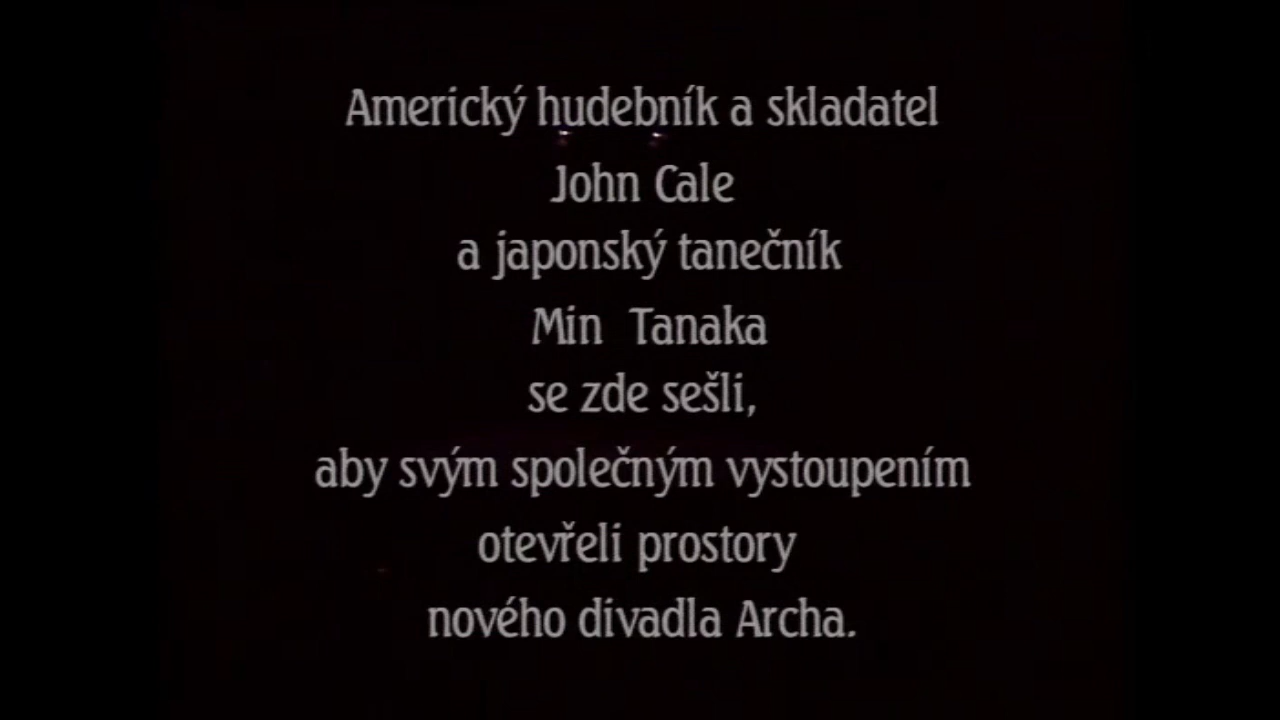 Americký hudebník a skladatel
John Cale
a japonský tanečník
Min Tanaka
se zde sešli,
aby svým společným vystoupením
otevřeli prostory
nového divadla Archa.